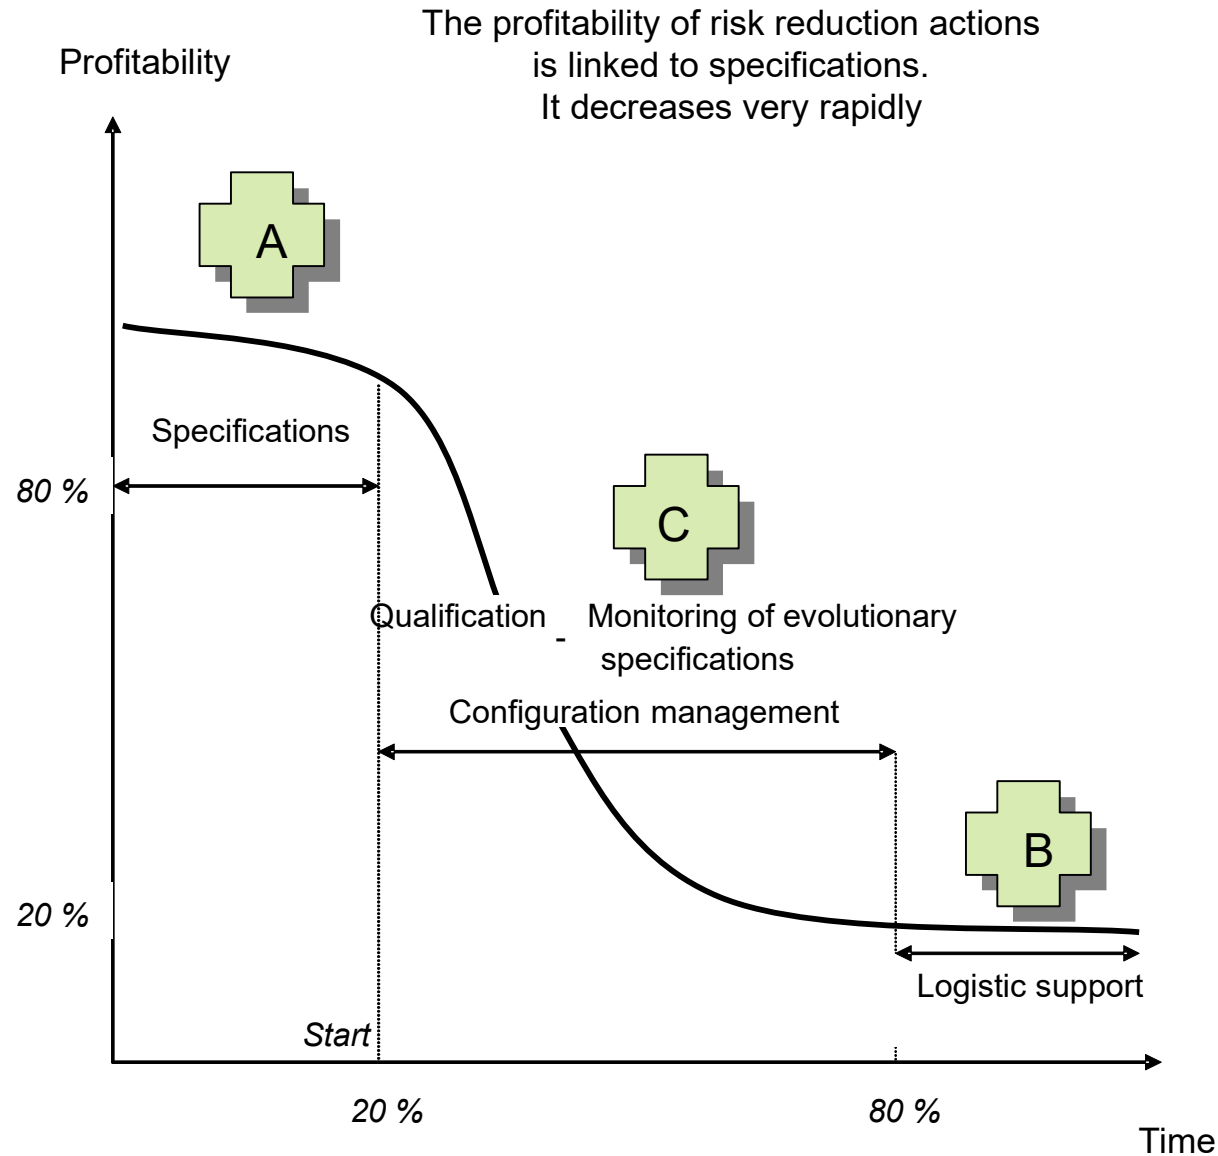 The profitability of risk reduction actions
is linked to specifications.
It decreases very rapidly
Profitability
A
Specifications
80 %
C
Qualification - Monitoring of evolutionary
specifications
Configuration management
B
20 %
Logistic support
Start
20 %
80 %
Time